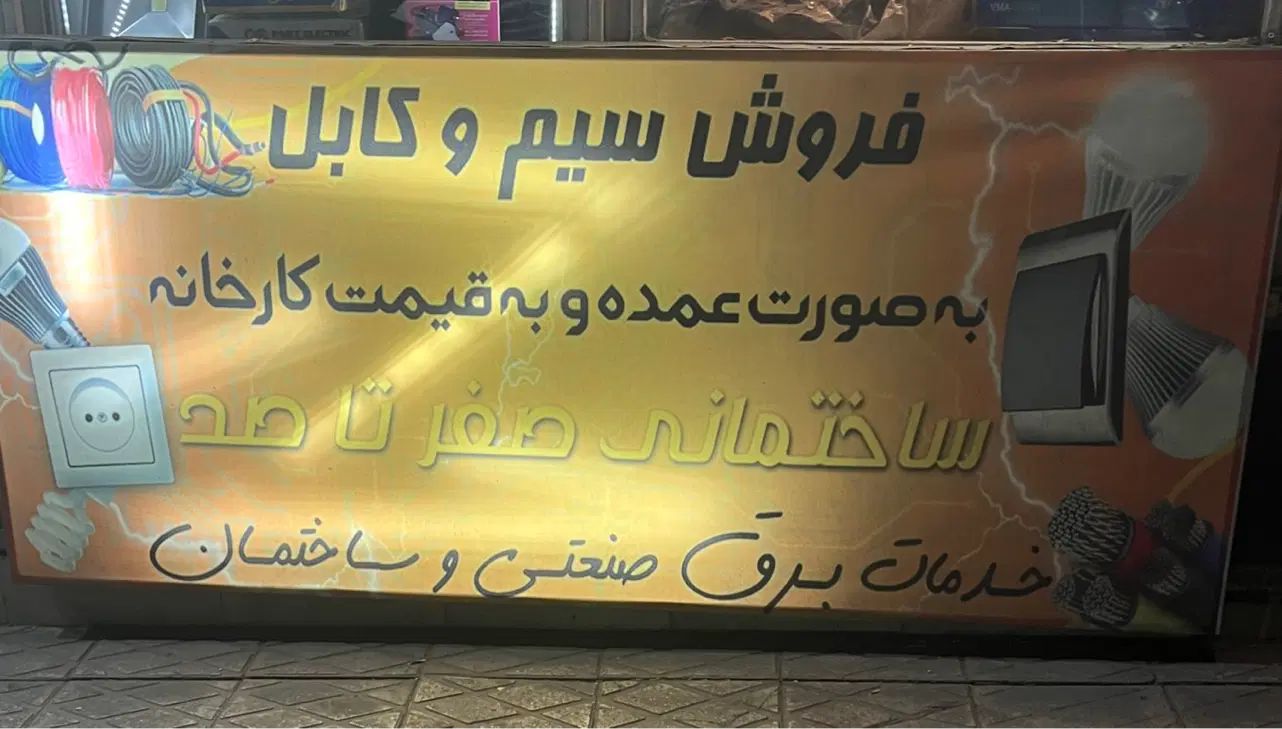 فروش سیم و کابل
به صورت عمده و به قیمت کارخانه
ساختمانی صفر تا صد
خدمات برق صنعتی و ساختمان